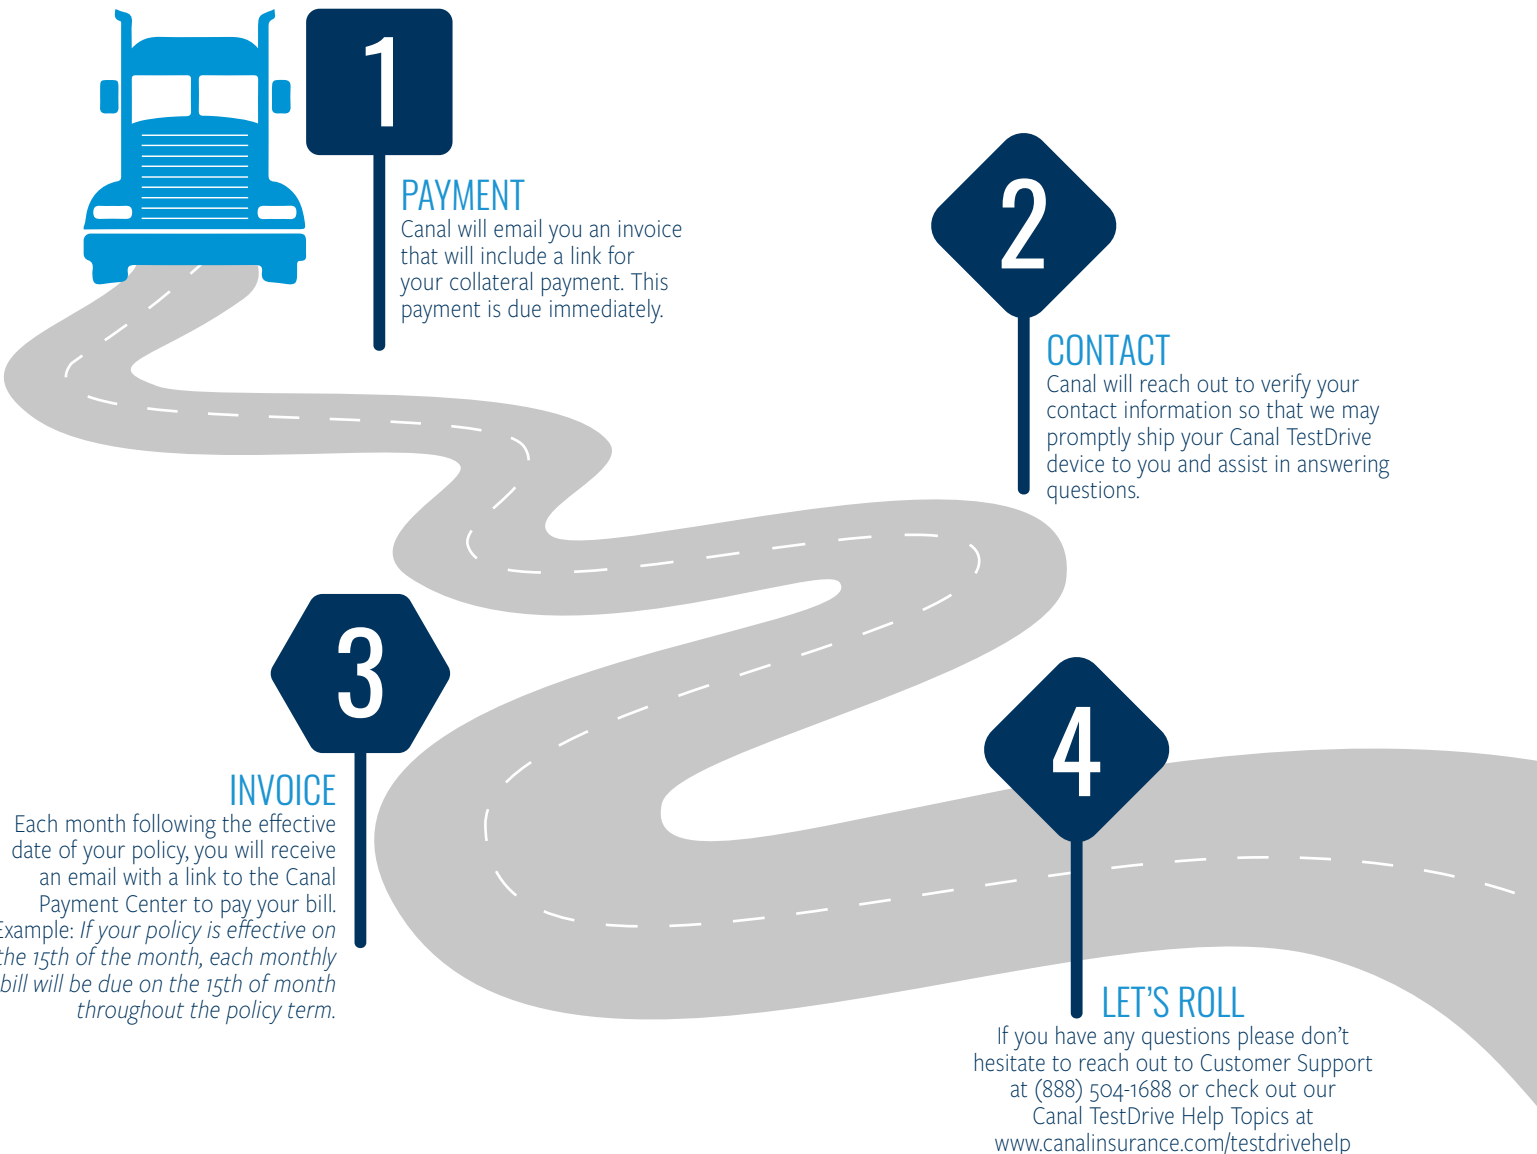 1
PAYMENT
Canal will email you an invoice
that will include a link for
your collateral payment. This
payment is due immediately.
2
CONTACT
Canal will reach out to verify your
contact information so that we may
promptly ship your Canal TestDrive
device to you and assist in answering
questions.
3
INVOICE
Each month following the effective
date of your policy, you will receive
an email with a link to the Canal
Payment Center to pay your bill.
Example: If your policy is effective on
the 15th of the month, each monthly
bill will be due on the 15th of month
throughout the policy term.
4
LET’S ROLL
If you have any questions please don’t
hesitate to reach out to Customer Support
at (888) 504-1688 or check out our
Canal TestDrive Help Topics at
www.canalinsurance.com/testdrivehelp